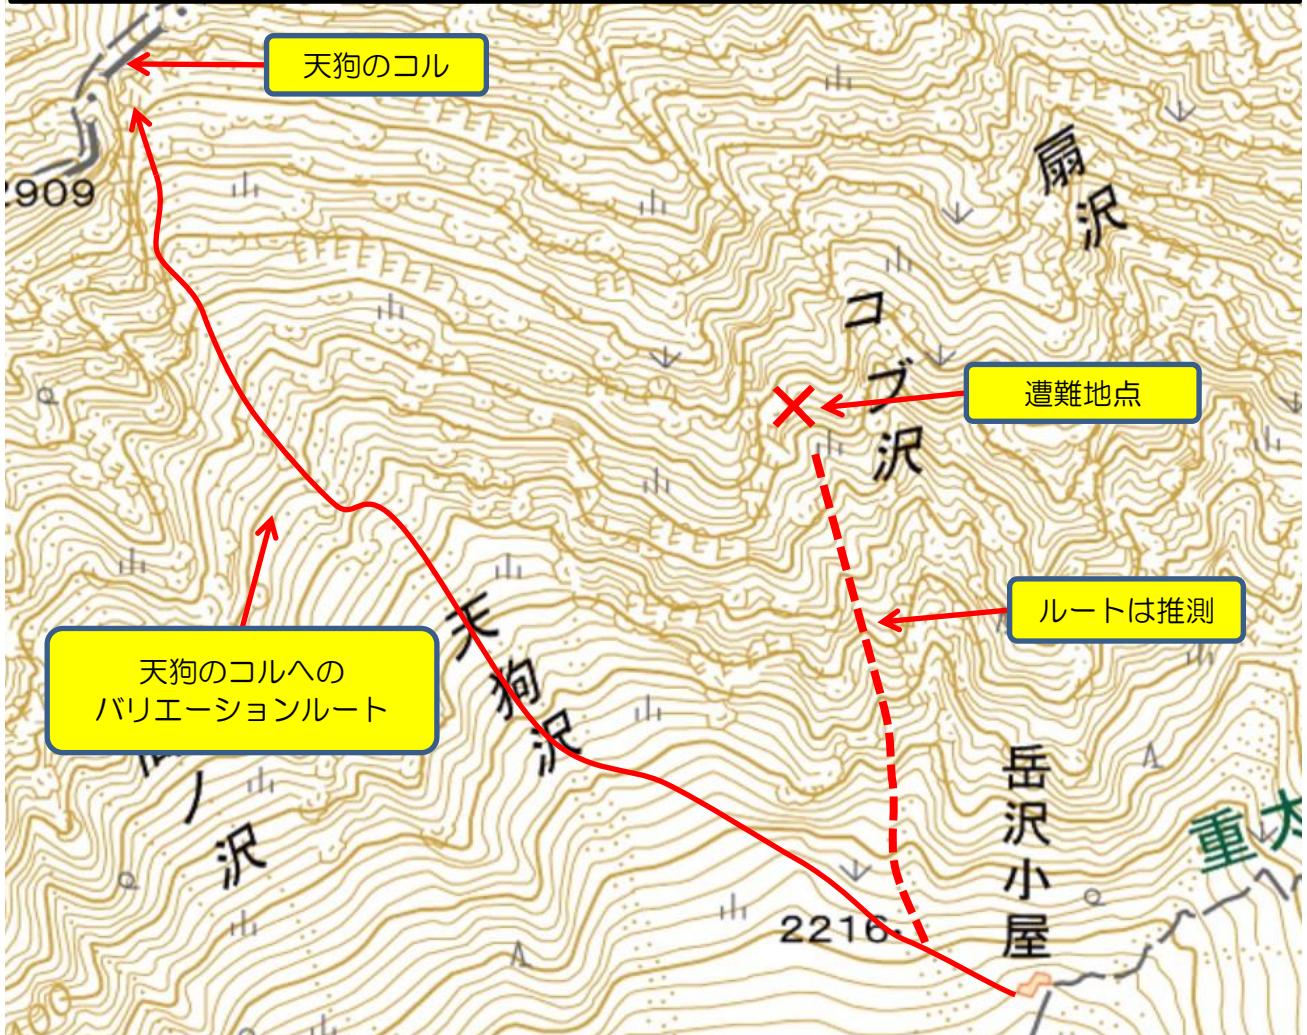 天狗のコル
2909
扇沢
コブ沢
遭難地点
ルートは推測
天狗のコルへの
バリエーションルート
天狗沢
ノ沢
岳沢小屋
重太
2216